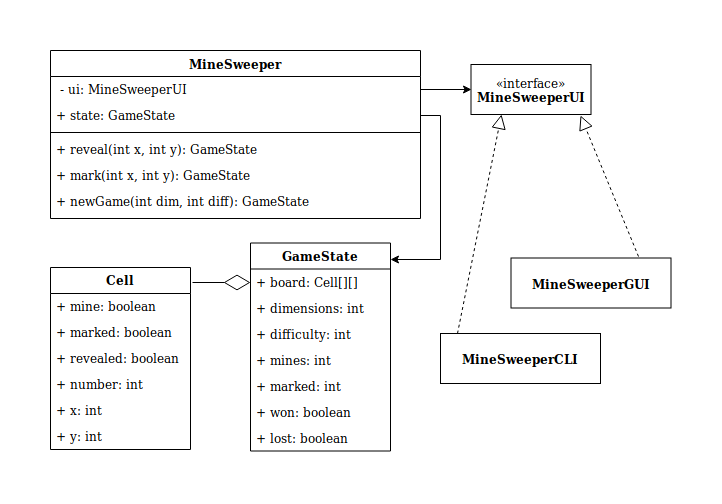 MineSweeper
- ui: MineSweeperUI
+ state: GameState
+ reveal(int x, int y): GameState
+ mark(int x, int y): GameState
+ newGame(int dim, int diff): GameState
«interface»
MineSweeperUI
GameState
+ board: Cell[][]
+ dimensions: int
+ difficulty: int
+ mines: int
+ marked: int
+ won: boolean
+ lost: boolean
Cell
+ mine: boolean
+ marked: boolean
+ revealed: boolean
+ number: int
+ x: int
+ y: int
MineSweeperGUI
MineSweeperCLI